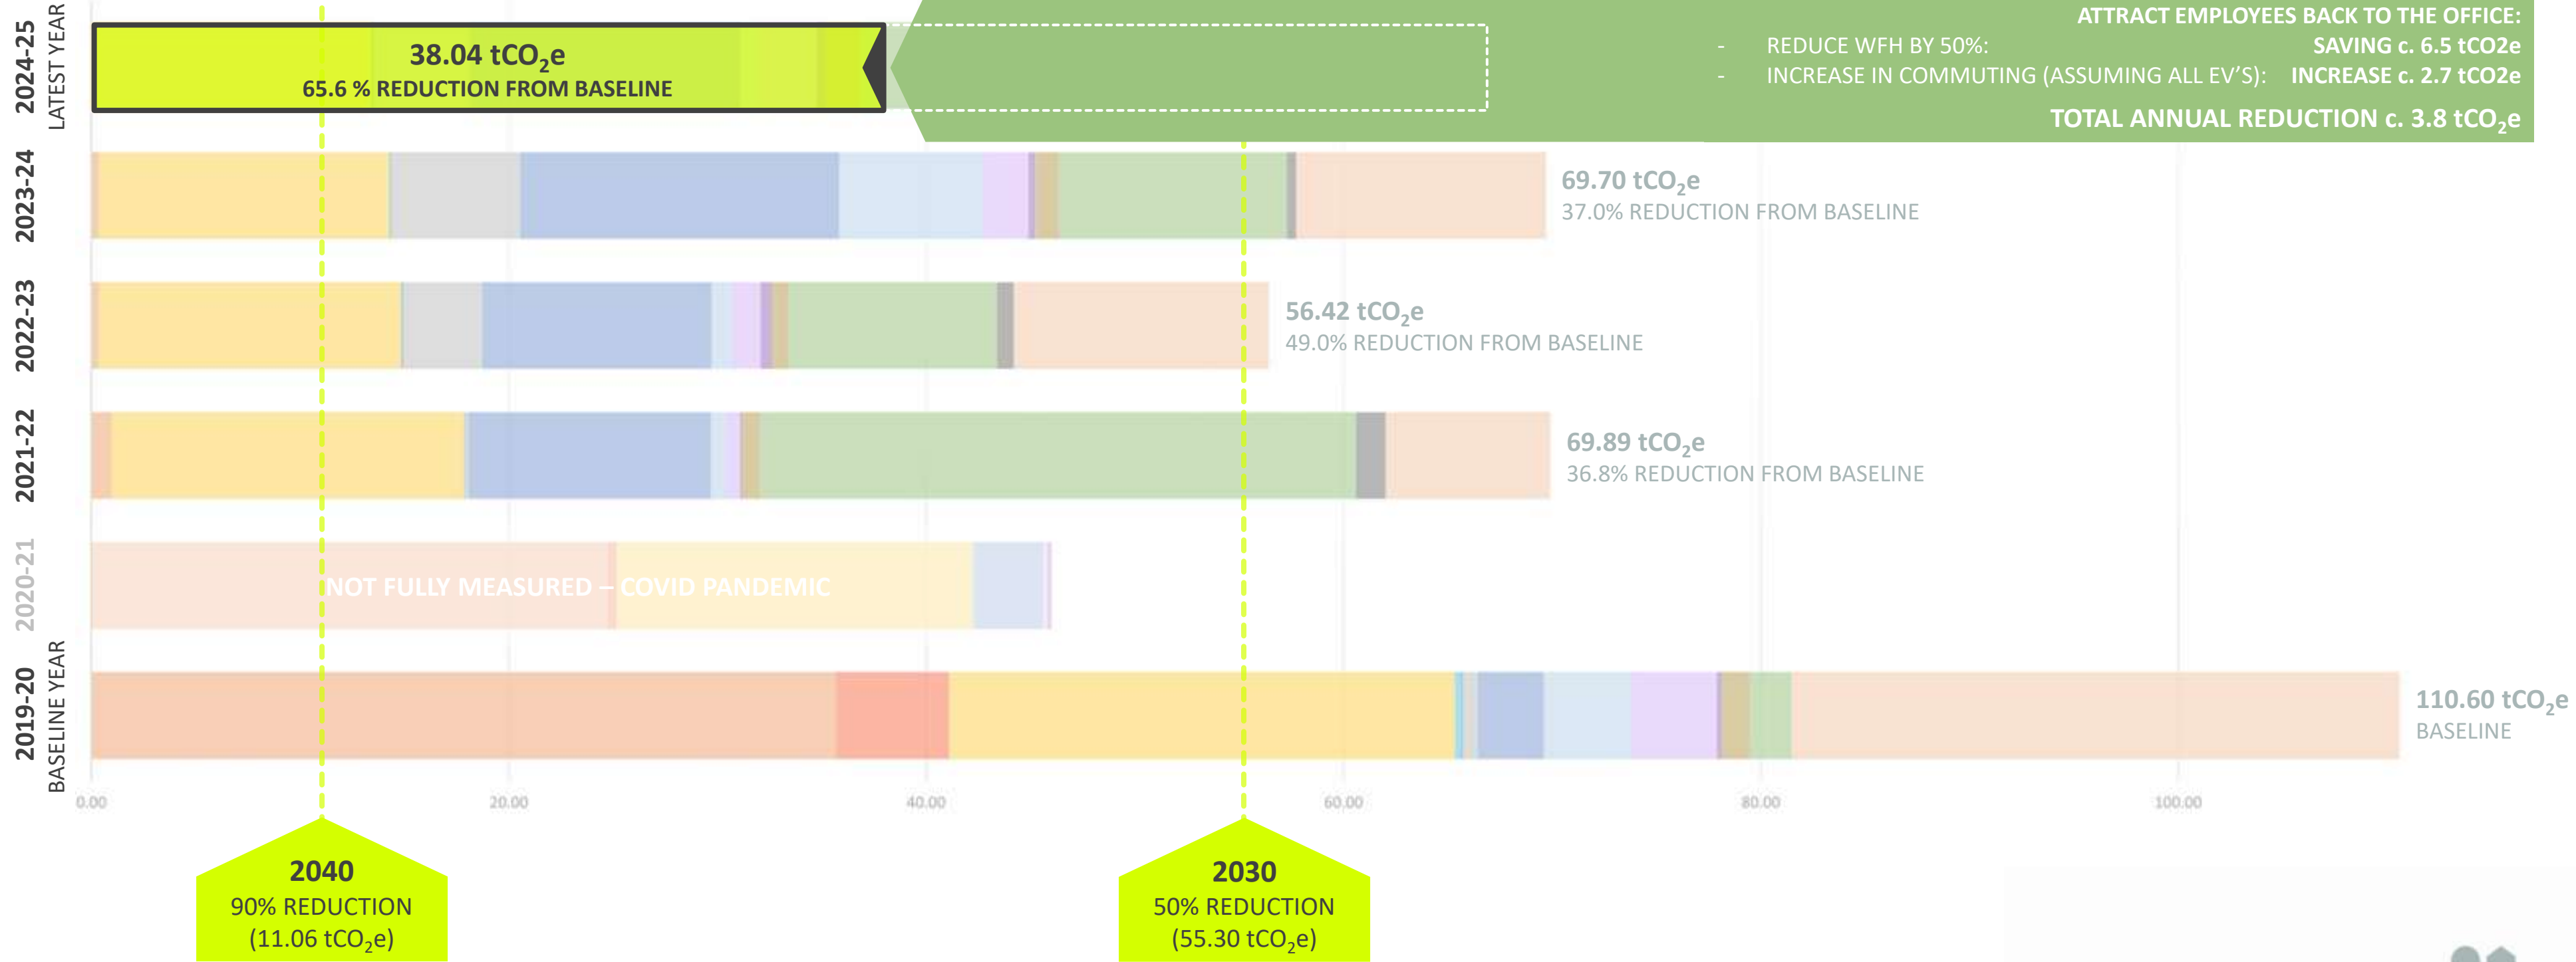 2024-25
LATEST YEAR
38.04 tCO₂e
65.6 % REDUCTION FROM BASELINE
ATTRACT EMPLOYEES BACK TO THE OFFICE:
- REDUCE WFH BY 50%: SAVING c. 6.5 tCO2e
- INCREASE IN COMMUTING (ASSUMING ALL EV'S): INCREASE c. 2.7 tCO2e
TOTAL ANNUAL REDUCTION c. 3.8 tCO₂e
2023-24
69.70 tCO₂e
37.0% REDUCTION FROM BASELINE
2022-23
56.42 tCO₂e
49.0% REDUCTION FROM BASELINE
2021-22
69.89 tCO₂e
36.8% REDUCTION FROM BASELINE
2020-21
NOT FULLY MEASURED – COVID PANDEMIC
2019-20
BASELINE YEAR
110.60 tCO₂e
BASELINE
0.00 20.00 40.00 60.00 80.00 100.00
2040
90% REDUCTION
(11.06 tCO₂e)
2030
50% REDUCTION
(55.30 tCO₂e)